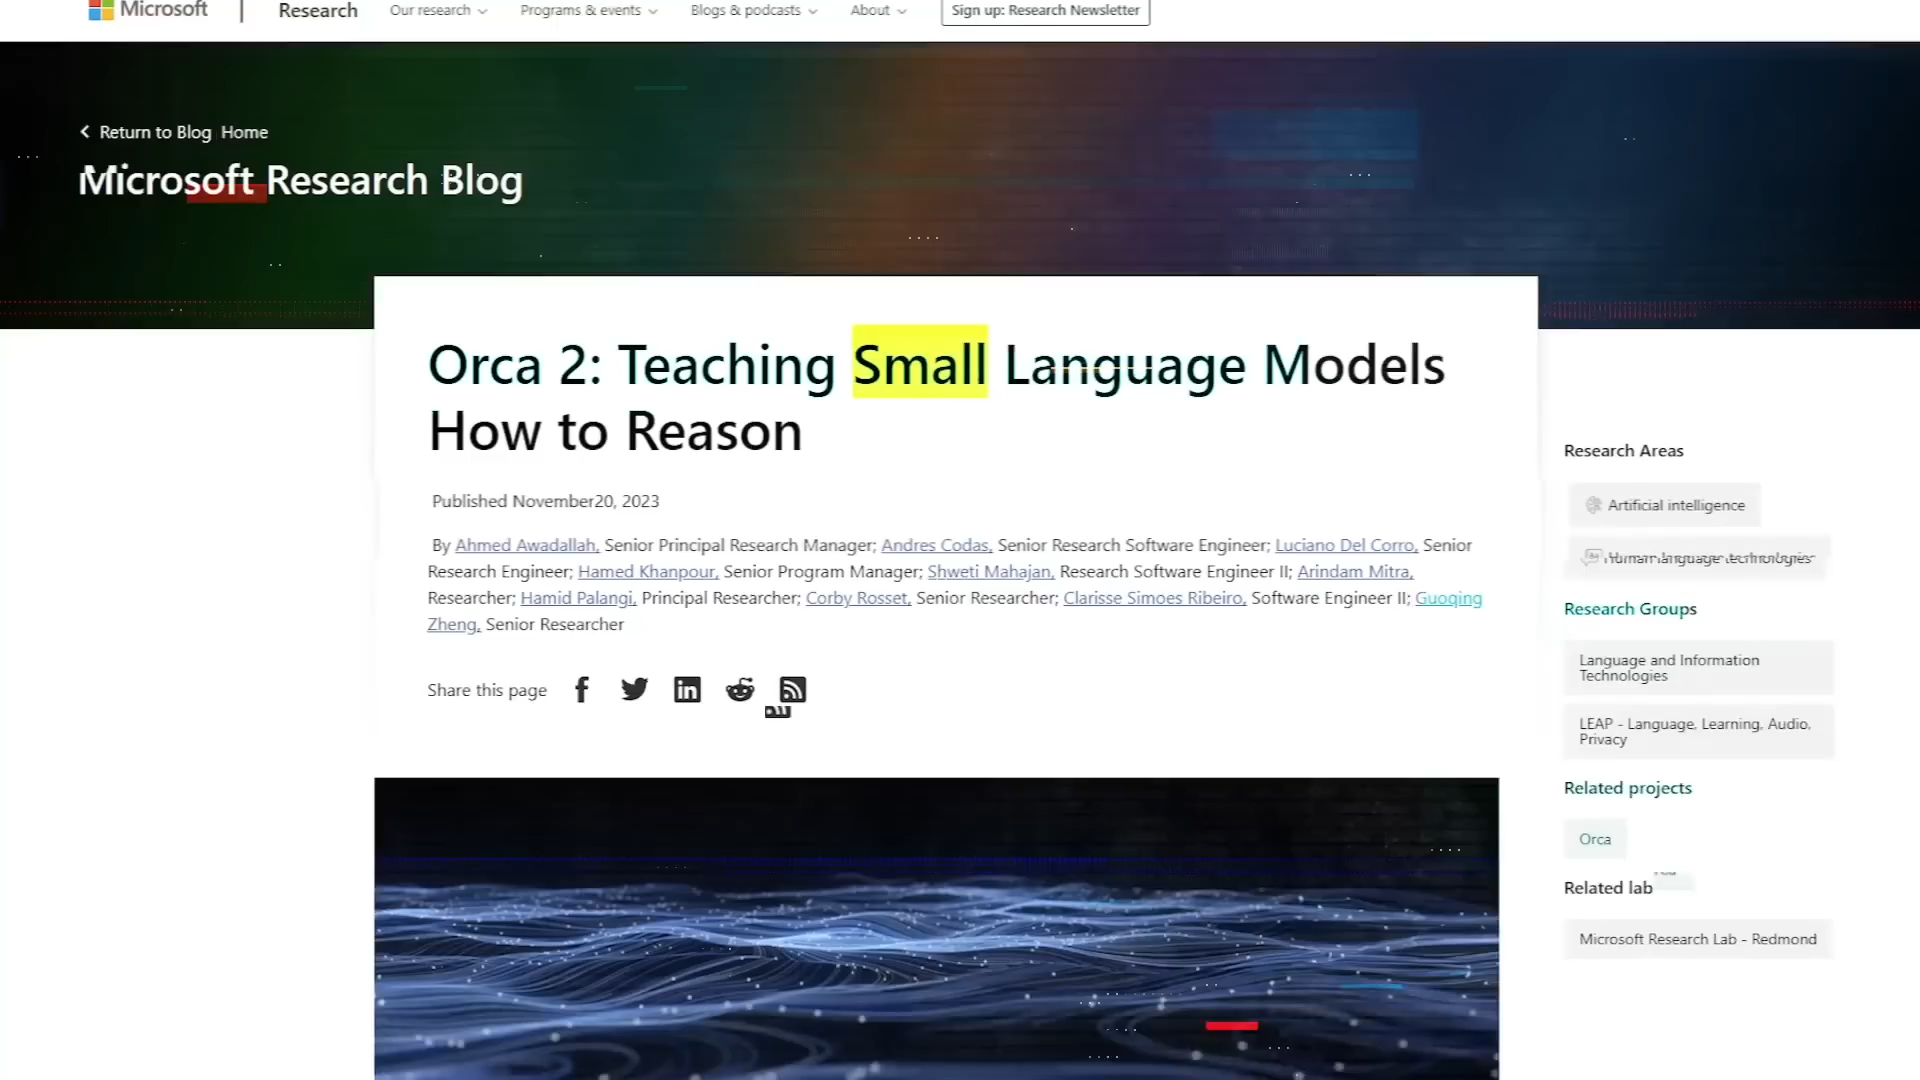 Microsoft | Research Our research Programs & events Blogs & podcasts About Sign up: Research Newsletter
Return to Blog Home
Microsoft Research Blog
Orca 2: Teaching Small Language Models
How to Reason
Published November20, 2023
By Ahmed Awadallah, Senior Principal Research Manager; Andres Codas, Senior Research Software Engineer; Luciano Del Corro, Senior
Research Engineer; Hamed Khanpour, Senior Program Manager; Shweti Mahajan, Research Software Engineer II; Arindam Mitra,
Researcher; Hamid Palangi, Principal Researcher; Corby Rosset, Senior Researcher; Clarisse Simoes Ribeiro, Software Engineer II; Guoqing
Zheng, Senior Researcher
Share this page
Research Areas
Artificial intelligence
Human language technologies
Research Groups
Language and Information
Technologies
LEAP - Language, Learning, Audio,
Privacy
Related projects
Orca
Related lab
Microsoft Research Lab - Redmond